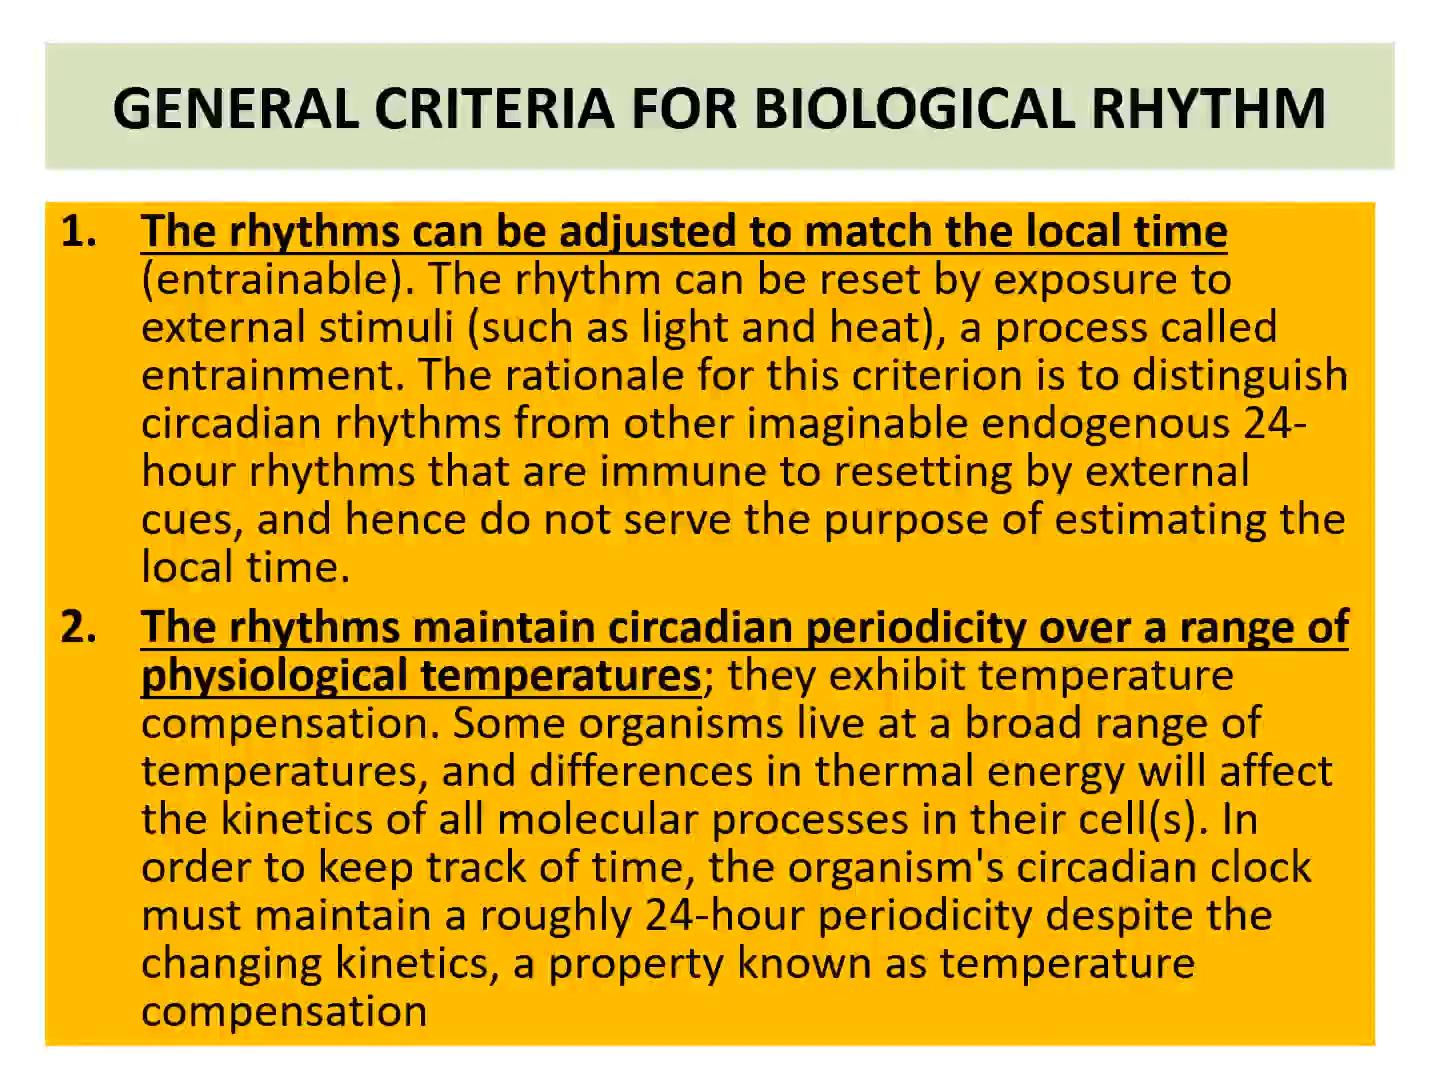 GENERAL CRITERIA FOR BIOLOGICAL RHYTHM
1. The rhythms can be adjusted to match the local time
(entrainable). The rhythm can be reset by exposure to
external stimuli (such as light and heat), a process called
entrainment. The rationale for this criterion is to distinguish
circadian rhythms from other imaginable endogenous 24-
hour rhythms that are immune to resetting by external
cues, and hence do not serve the purpose of estimating the
local time.
2. The rhythms maintain circadian periodicity over a range of
physiological temperatures; they exhibit temperature
compensation. Some organisms live at a broad range of
temperatures, and differences in thermal energy will affect
the kinetics of all molecular processes in their cell(s). In
order to keep track of time, the organism's circadian clock
must maintain a roughly 24-hour periodicity despite the
changing kinetics, a property known as temperature
compensation